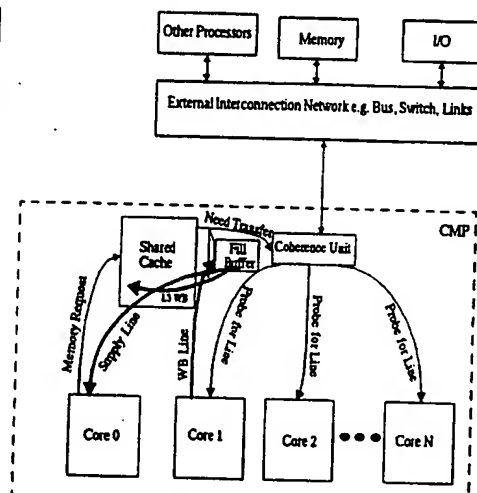 Other Processors
Memory
I/O
External Interconnection Network e.g. Bus, Switch, Links
CMP
Need Transfer
Shared
Cache
Fill
Buffer
Coherence Unit
L3 WB
Memory Request
Supply Line
WB Line
Probe for Line
Probe for Line
Probe for Line
Core 0
Core 1
Core 2
Core N